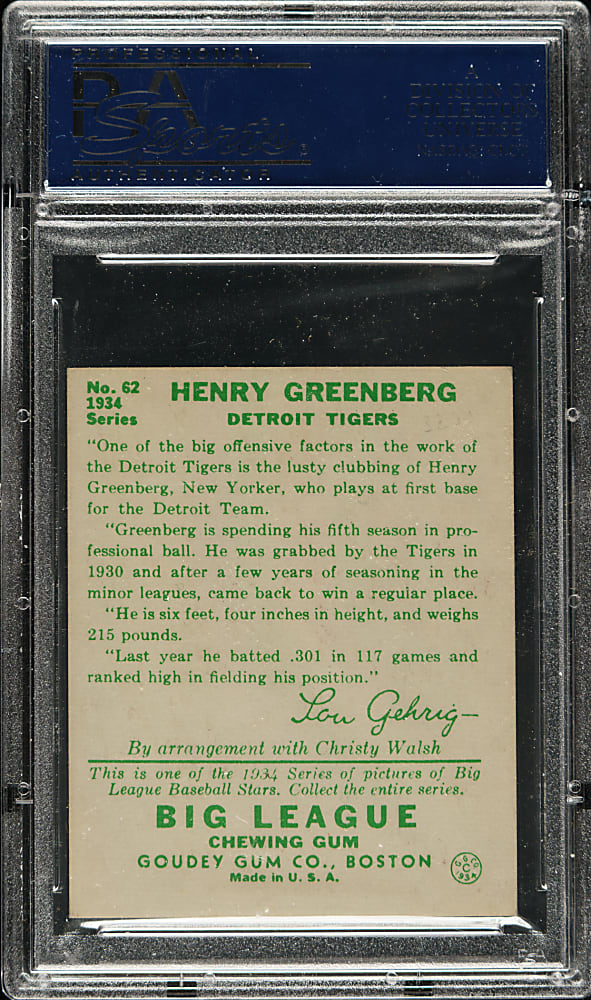 PROFESSIONAL
PSA
Sports
AUTHENTICATOR
A
DIVISION OF
COLLECTORS
UNIVERSE
No. 62
1934
Series
HENRY GREENBERG
DETROIT TIGERS
"One of the big offensive factors in the work of
the Detroit Tigers is the lusty clubbing of Henry
Greenberg, New Yorker, who plays at first base
for the Detroit Team.
"Greenberg is spending his fifth season in pro-
fessional ball. He was grabbed by the Tigers in
1930 and after a few years of seasoning in the
minor leagues, came back to win a regular place.
"He is six feet, four inches in height, and weighs
215 pounds.
"Last year he batted .301 in 117 games and
ranked high in fielding his position."
Lou Gehrig
By arrangement with Christy Walsh
This is one of the 1934 Series of pictures of Big
League Baseball Stars. Collect the entire series.
BIG LEAGUE
CHEWING GUM
GOUDEY GUM CO., BOSTON
Made in U. S. A.
G. G. CO.
C
1934